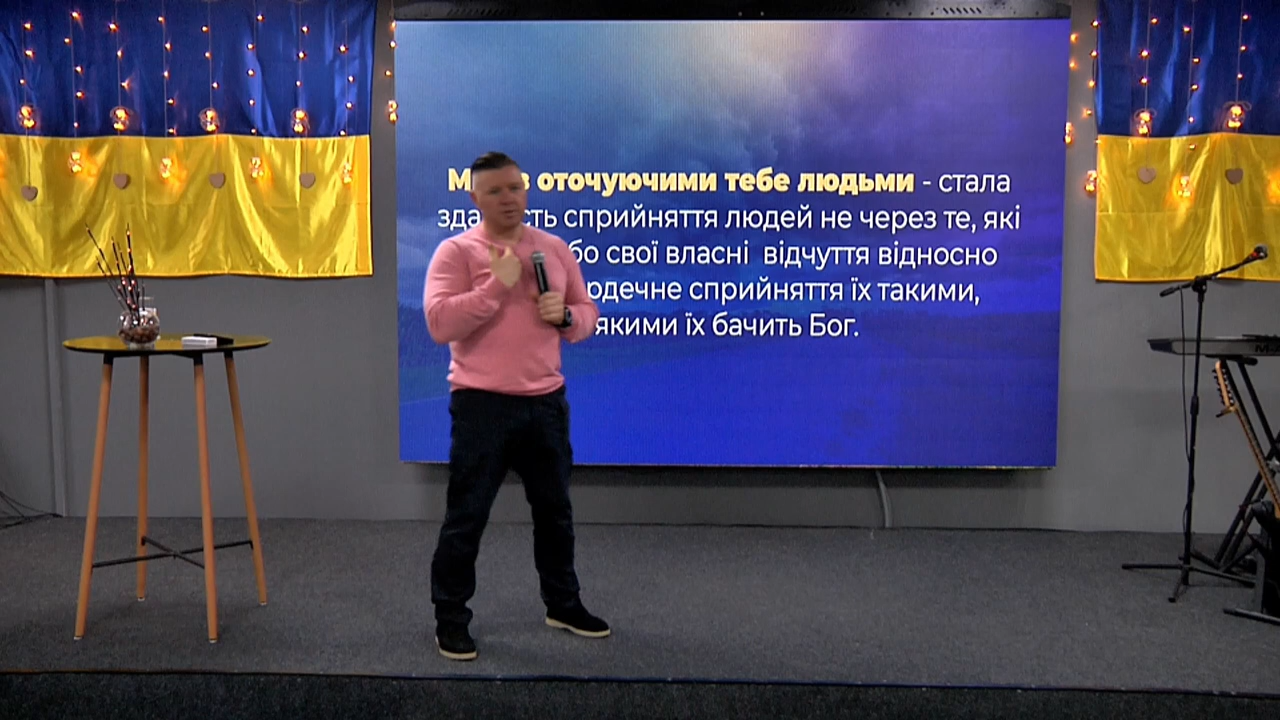 оточуючими тебе людьми - стала
сприйняття людей не через те, які
свої власні відчуття відносно
сприйняття їх такими,
якими їх бачить Бог.